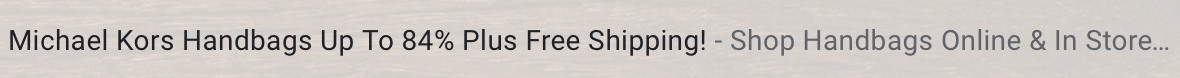 Michael Kors Handbags Up To 84% Plus Free Shipping! - Shop Handbags Online & In Store...